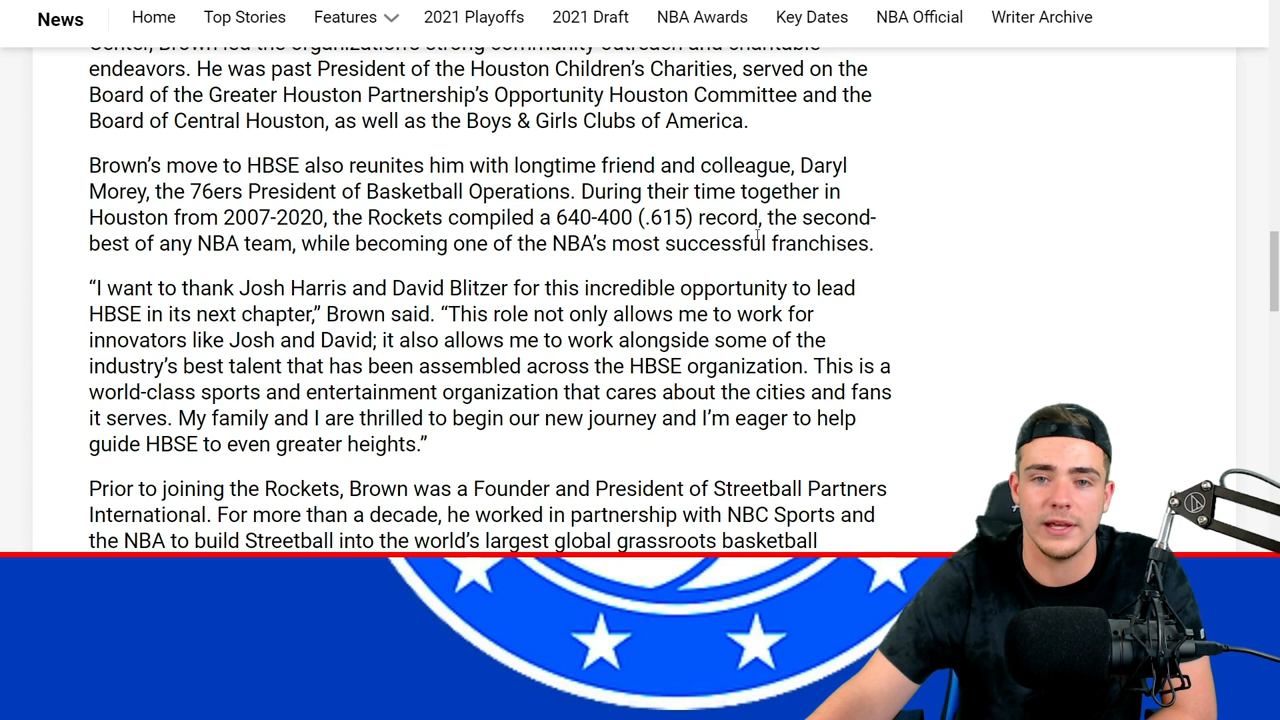 News
Home
Top Stories
Features
2021 Playoffs
2021 Draft
NBA Awards
Key Dates
NBA Official
Writer Archive
Center, Brown led the organization’s strong community outreach and charitable
endeavors. He was past President of the Houston Children’s Charities, served on the
Board of the Greater Houston Partnership’s Opportunity Houston Committee and the
Board of Central Houston, as well as the Boys & Girls Clubs of America.
Brown’s move to HBSE also reunites him with longtime friend and colleague, Daryl
Morey, the 76ers President of Basketball Operations. During their time together in
Houston from 2007-2020, the Rockets compiled a 640-400 (.615) record, the second-
best of any NBA team, while becoming one of the NBA’s most successful franchises.
“I want to thank Josh Harris and David Blitzer for this incredible opportunity to lead
HBSE in its next chapter,” Brown said. “This role not only allows me to work for
innovators like Josh and David; it also allows me to work alongside some of the
industry’s best talent that has been assembled across the HBSE organization. This is a
world-class sports and entertainment organization that cares about the cities and fans
it serves. My family and I are thrilled to begin our new journey and I’m eager to help
guide HBSE to even greater heights.”
Prior to joining the Rockets, Brown was a Founder and President of Streetball Partners
International. For more than a decade, he worked in partnership with NBC Sports and
the NBA to build Streetball into the world’s largest global grassroots basketball